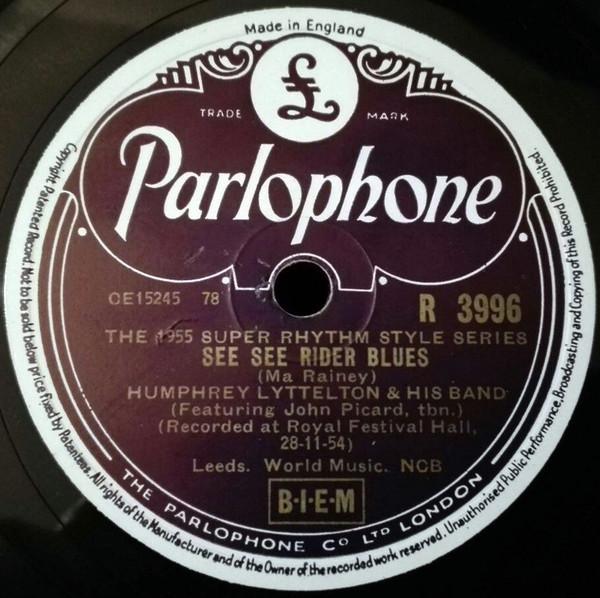 Made in England
£
TRADE MARK
Parlophone
CE15245 78
R 3996
THE 1955 SUPER RHYTHM STYLE SERIES
SEE SEE RIDER BLUES
(Ma Rainey)
HUMPHREY LYTTELTON & HIS BAND
(Featuring John Picard, tbn.)
(Recorded at Royal Festival Hall,
28-11-54)
Leeds. World Music. NCB
B·I·E·M
THE PARLOPHONE CO LTD LONDON
Copyright Patented Record. Not to be sold below price fixed by Patentees. All rights of the Manufacturer and of the Owner of the recorded work reserved. Unauthorised Public Performance, Broadcasting and Copying of this Record Prohibited.